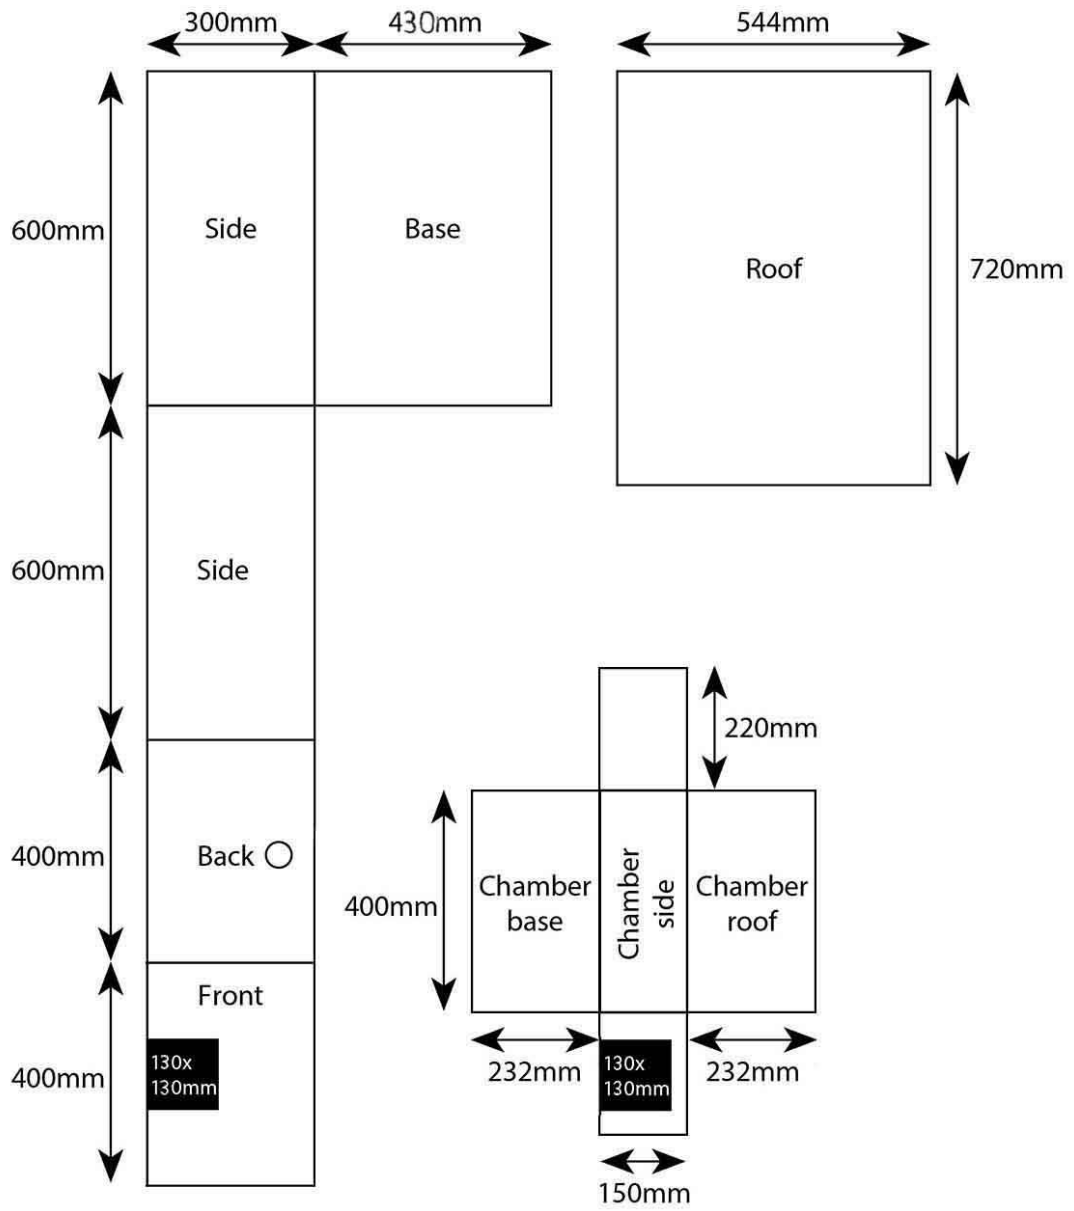 300mm
430mm
544mm
600mm
Side
Base
Roof
720mm
600mm
Side
220mm
400mm
Back
400mm
Chamber
base
Chamber
side
Chamber
roof
Front
400mm
130x
130mm
232mm
130x
130mm
232mm
150mm